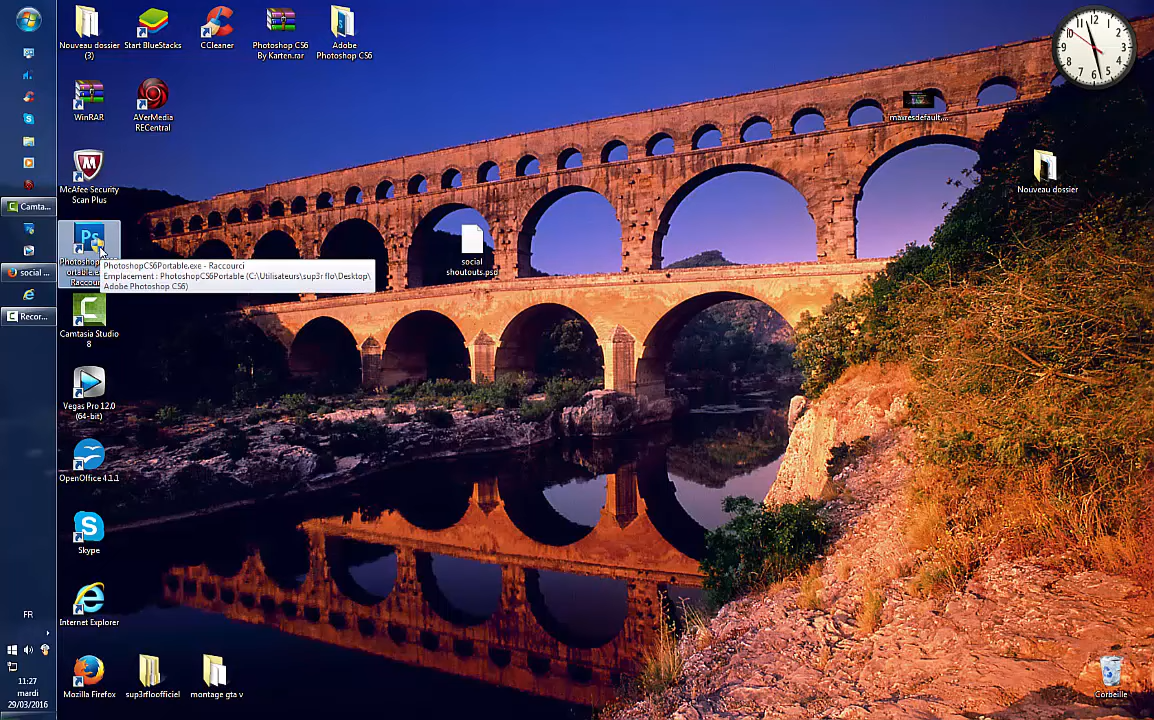 Nouveau dossier
(3)
Start BlueStacks
CCleaner
Photoshop CS6
By Karten.rar
Adobe
Photoshop CS6
WinRAR
AVerMedia
RECentral
McAfee Security
Scan Plus
PhotoshopCS6Portable.exe - Raccourci
Emplacement : PhotoshopCS6Portable (C:\Utilisateurs\sup3r flo\Desktop\
Adobe Photoshop CS6)
Camtasia Studio
8
Vegas Pro 12.0
(64-bit)
OpenOffice 4.1.1
Skype
Internet Explorer
Mozilla Firefox
sup3rfloofficiel
montage gta v
social
shoutouts.psd
maxresdefault....
Nouveau dossier
Corbeille
Camta...
social ...
Recor...
FR
11:27
mardi
29/03/2016